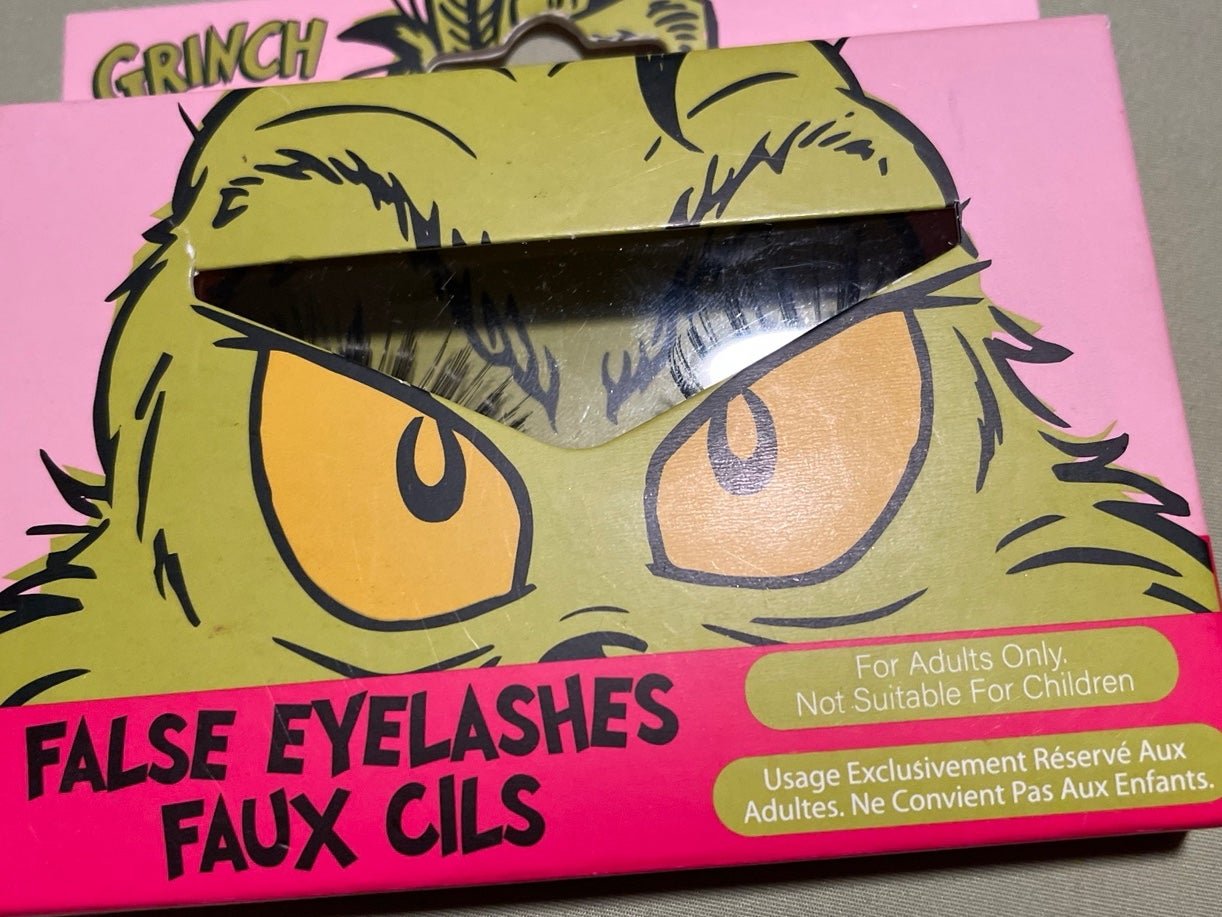 GRINCH
FALSE EYELASHES
FAUX CILS
For Adults Only.
Not Suitable For Children
Usage Exclusivement Réservé Aux
Adultes. Ne Convient Pas Aux Enfants.